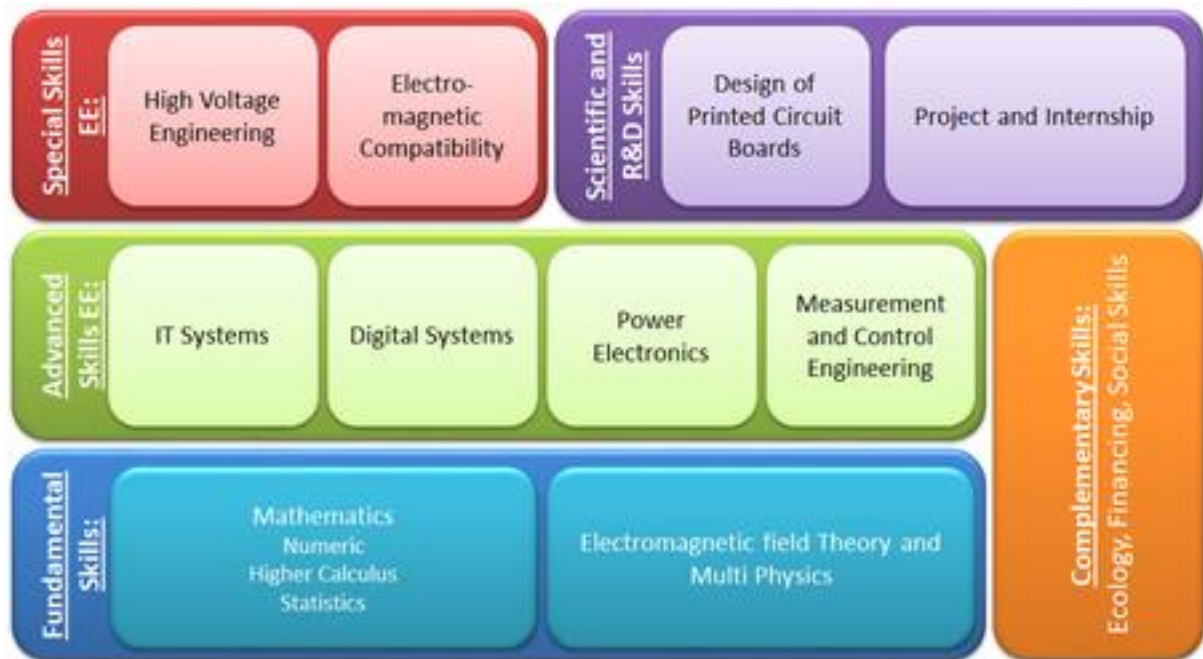 Special Skills
EE:
High Voltage
Engineering
Electro-
magnetic
Compatibility
Scientific and
R&D Skills
Design of
Printed Circuit
Boards
Project and Internship
Advanced
Skills EE:
IT Systems
Digital Systems
Power
Electronics
Measurement
and Control
Engineering
Complementary Skills:
Ecology, Financing, Social Skills
Fundamental
Skills:
Mathematics
Numeric
Higher Calculus
Statistics
Electromagnetic field Theory and
Multi Physics